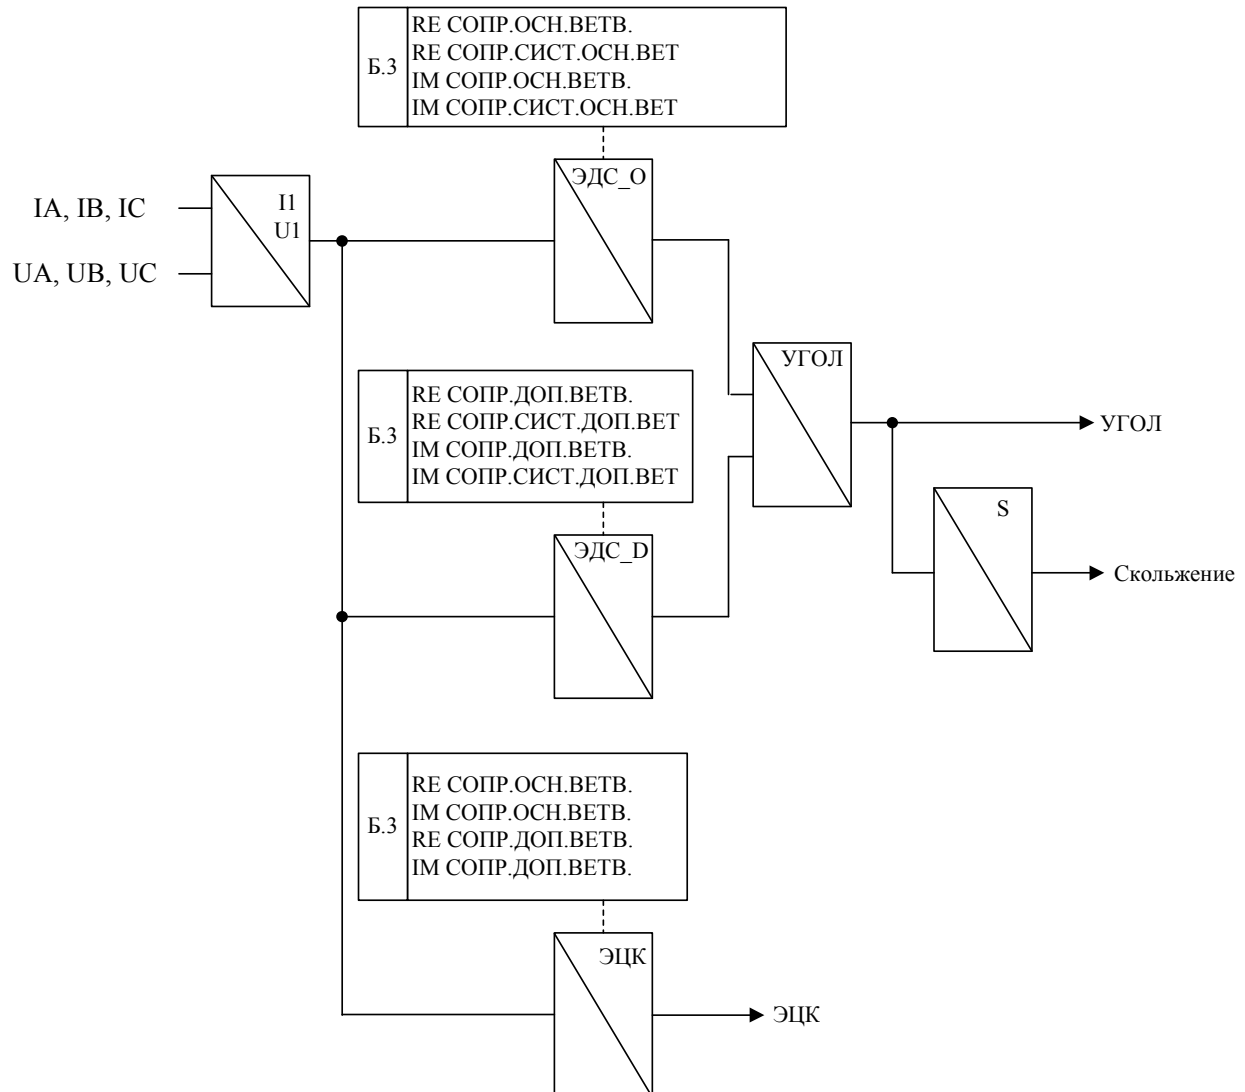 RE СОПР.ОСН.ВЕТВ.
RE СОПР.СИСТ.ОСН.ВЕТ
Б.3
IM СОПР.ОСН.ВЕТВ.
IM СОПР.СИСТ.ОСН.ВЕТ
ЭДС_O
IA, IB, IC
I1
U1
UA, UB, UC
УГОЛ
RE СОПР.ДОП.ВЕТВ.
RE СОПР.СИСТ.ДОП.ВЕТ
Б.3
IM СОПР.ДОП.ВЕТВ.
IM СОПР.СИСТ.ДОП.ВЕТ
УГОЛ
S
ЭДС_D
Скольжение
RE СОПР.ОСН.ВЕТВ.
IM СОПР.ОСН.ВЕТВ.
Б.3
RE СОПР.ДОП.ВЕТВ.
IM СОПР.ДОП.ВЕТВ.
ЭЦК
ЭЦК